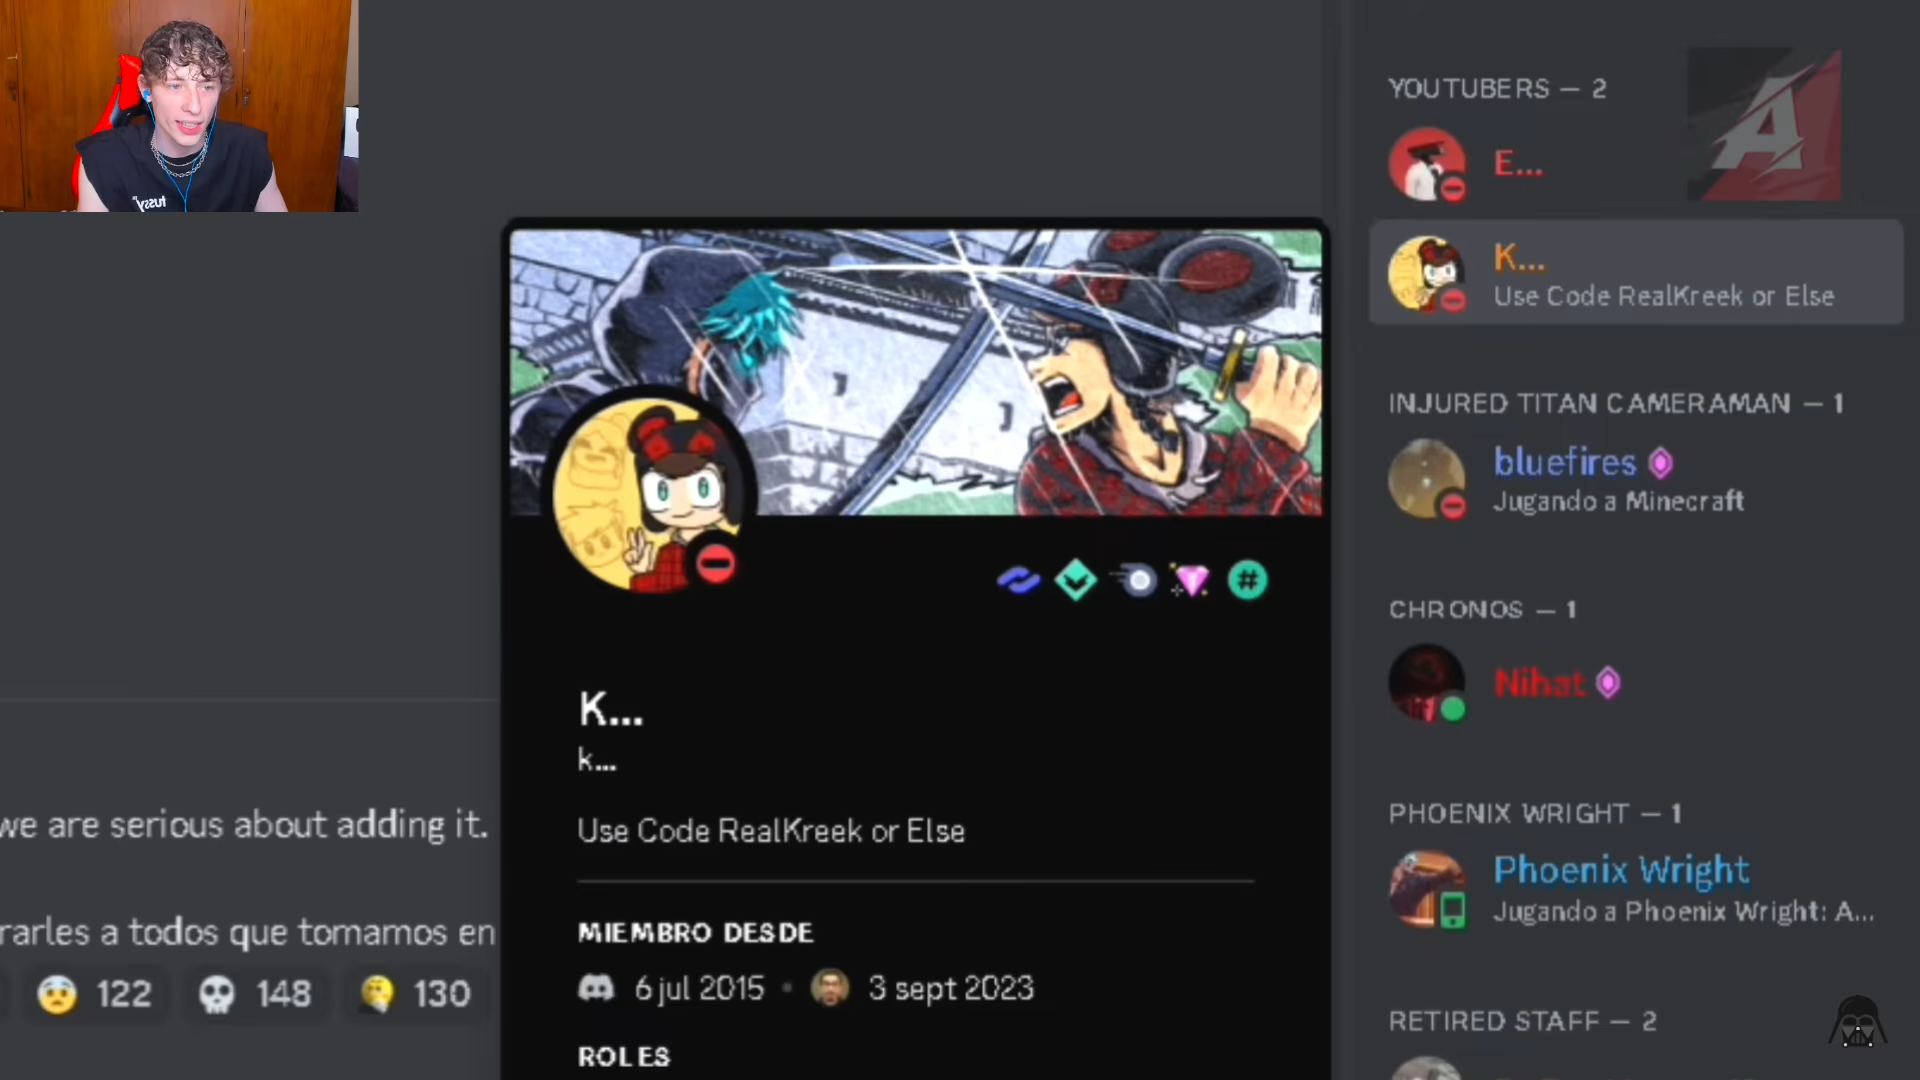 tussy
we are serious about adding it.
rarles a todos que tomamos en
122 148 130
K...
k...
Use Code RealKreek or Else
MIEMBRO DESDE
6 jul 2015 • 3 sept 2023
ROLES
YOUTUBERS — 2
A
E...
K...
Use Code RealKreek or Else
INJURED TITAN CAMERAMAN — 1
bluefires
Jugando a Minecraft
CHRONOS — 1
Nihat
PHOENIX WRIGHT — 1
Phoenix Wright
Jugando a Phoenix Wright: A...
RETIRED STAFF — 2